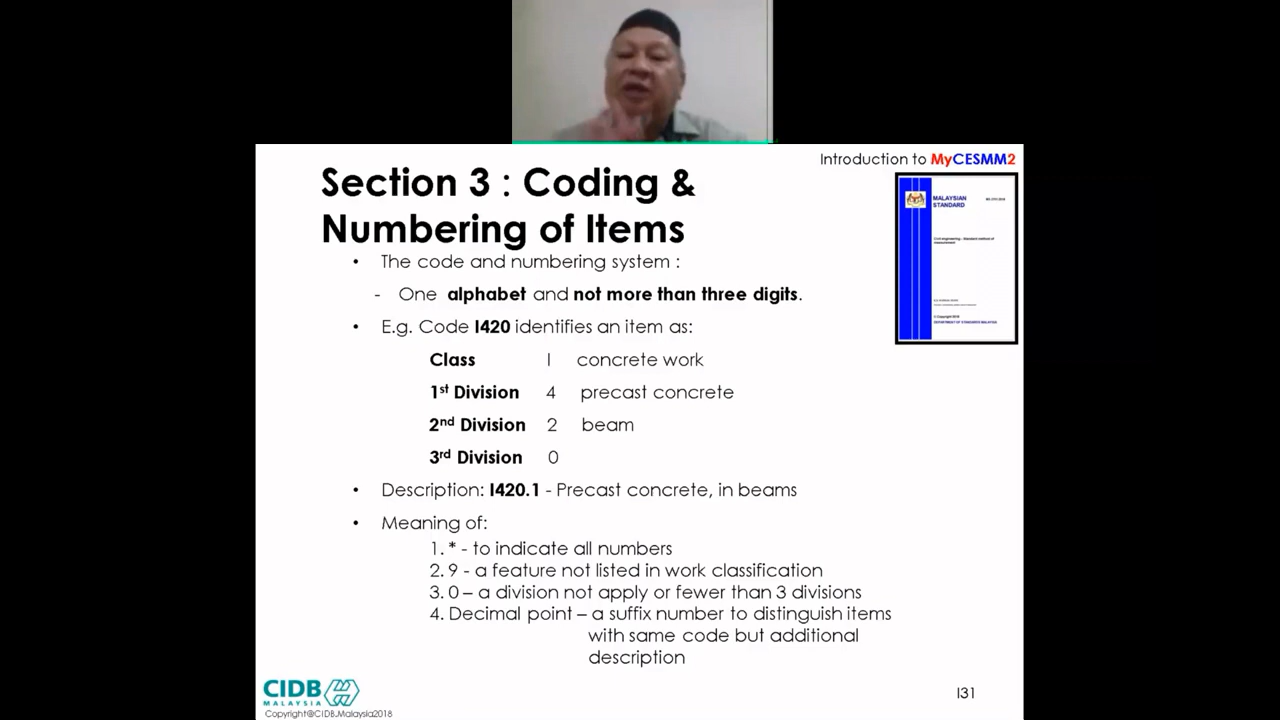 Introduction to MyCESMM2
Section 3 : Coding &
Numbering of Items
MALAYSIAN
STANDARD
• The code and numbering system :
- One alphabet and not more than three digits.
• E.g. Code I420 identifies an item as:
Class I concrete work
1st Division 4 precast concrete
2nd Division 2 beam
3rd Division 0
• Description: I420.1 - Precast concrete, in beams
• Meaning of:
1. * - to indicate all numbers
2. 9 - a feature not listed in work classification
3. 0 – a division not apply or fewer than 3 divisions
4. Decimal point – a suffix number to distinguish items
with same code but additional
description
CIDB
MALAYSIA
Copyright@CIDB.Malaysia2018
I31